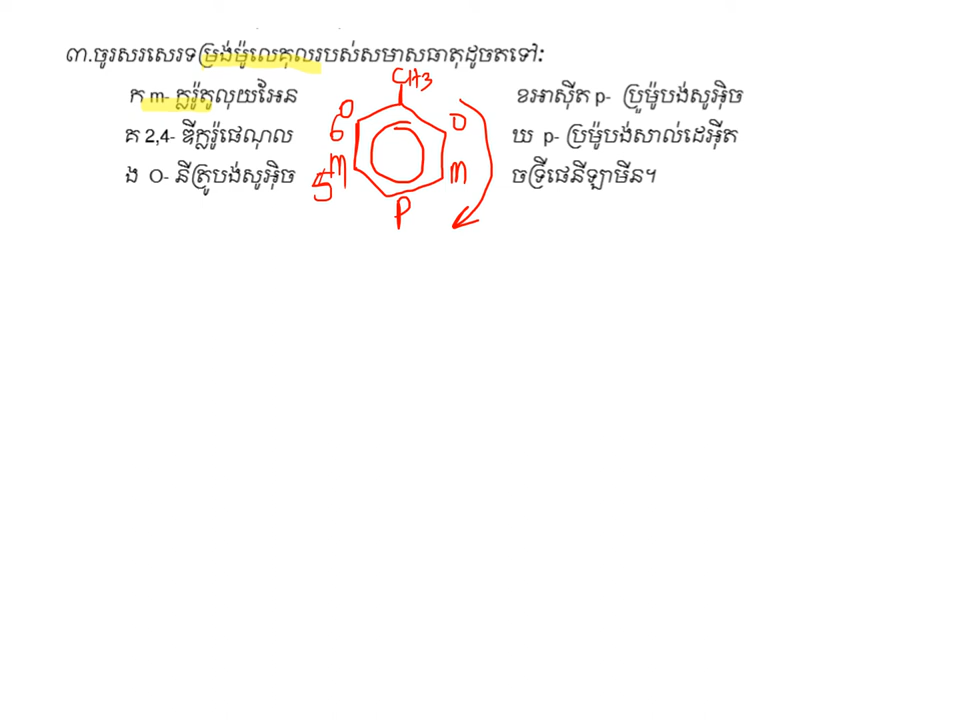 ៣.ចូរសរសេរទម្រង់ម៉ូលេគុលរបស់សមាសធាតុដូចតទៅៈ
ក m- ក្លរ៉ូតូលុយអែន
ខអាស៊ីត p- ប្រូម៉ូបង់សូអ៊ិច
គ 2,4- ឌីក្លរ៉ូផេណុល
ឃ p- ប្រូម៉ូបង់សាល់ដេអ៊ីត
ង O- នីត្រូបង់សូអ៊ិច
ចទ្រីផេនីឡាមីន។
CH3
O
O
6
m
m
5
P